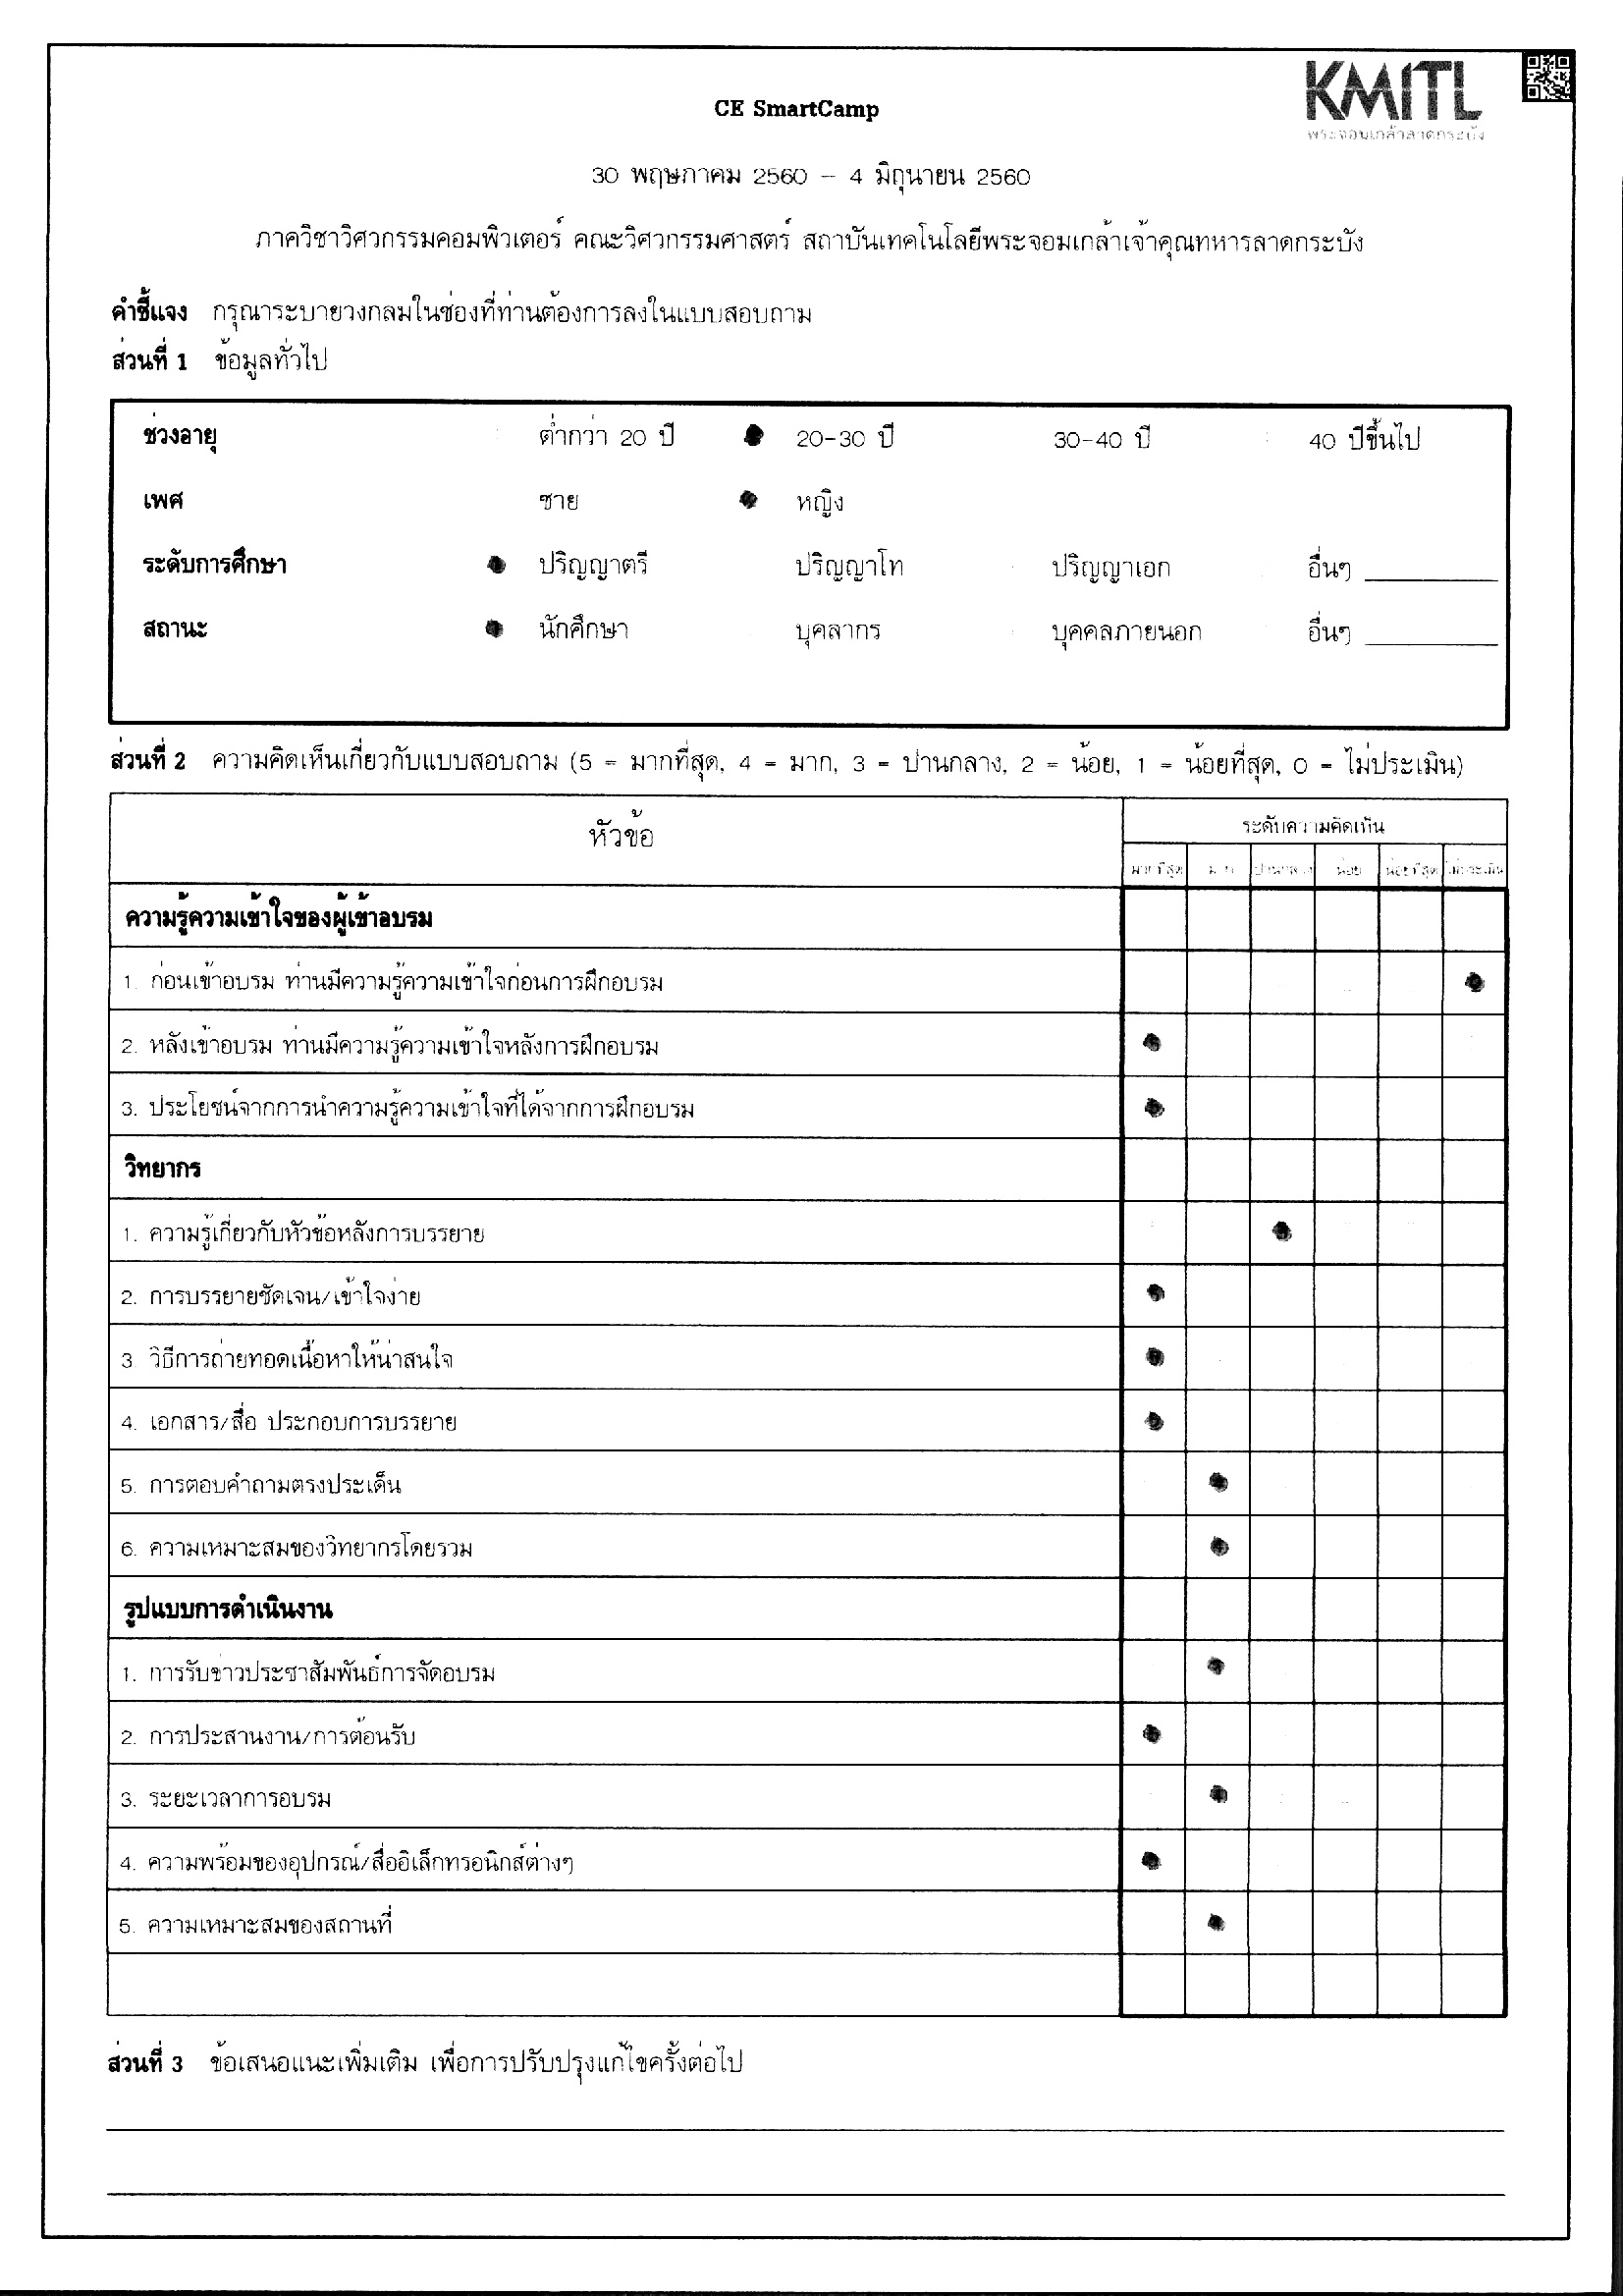 KMITL
พระจอมเกล้าลาดกระบัง
CE SmartCamp
30 พฤษภาคม 2560 - 4 มิถุนายน 2560
ภาควิชาวิศวกรรมคอมพิวเตอร์ คณะวิศวกรรมศาสตร์ สถาบันเทคโนโลยีพระจอมเกล้าเจ้าคุณทหารลาดกระบัง
คำชี้แจง กรุณาระบายวงกลมในช่องที่ท่านต้องการลงในแบบสอบถาม
ส่วนที่ 1 ข้อมูลทั่วไป
ช่วงอายุ ต่ำกว่า 20 ปี 20-30 ปี 30-40 ปี 40 ปีขึ้นไป
เพศ ชาย หญิง
ระดับการศึกษา ปริญญาตรี ปริญญาโท ปริญญาเอก อื่นๆ
สถานะ นักศึกษา บุคลากร บุคคลภายนอก อื่นๆ
ส่วนที่ 2 ความคิดเห็นเกี่ยวกับแบบสอบถาม (5 = มากที่สุด, 4 = มาก, 3 = ปานกลาง, 2 = น้อย, 1 = น้อยที่สุด, 0 = ไม่ประเมิน)
หัวข้อ ระดับความคิดเห็น
มากที่สุด มาก ปานกลาง น้อย น้อยที่สุด ไม่ประเมิน
ความรู้ความเข้าใจของผู้เข้าอบรม
1. ก่อนเข้าอบรม ท่านมีความรู้ความเข้าใจก่อนการฝึกอบรม
2. หลังเข้าอบรม ท่านมีความรู้ความเข้าใจหลังการฝึกอบรม
3. ประโยชน์จากการนำความรู้ความเข้าใจที่ได้จากการฝึกอบรม
วิทยากร
1. ความรู้เกี่ยวกับหัวข้อหลังการบรรยาย
2. การบรรยายชัดเจน/เข้าใจง่าย
3. วิธีการถ่ายทอดเนื้อหาให้น่าสนใจ
4. เอกสาร/สื่อ ประกอบการบรรยาย
5. การตอบคำถามตรงประเด็น
6. ความเหมาะสมของวิทยากรโดยรวม
รูปแบบการดำเนินงาน
1. การรับข่าวประชาสัมพันธ์การจัดอบรม
2. การประสานงาน/การต้อนรับ
3. ระยะเวลาการอบรม
4. ความพร้อมของอุปกรณ์/สื่ออิเล็กทรอนิกส์ต่างๆ
5. ความเหมาะสมของสถานที่
ส่วนที่ 3 ข้อเสนอแนะเพิ่มเติม เพื่อการปรับปรุงแก้ไขครั้งต่อไป